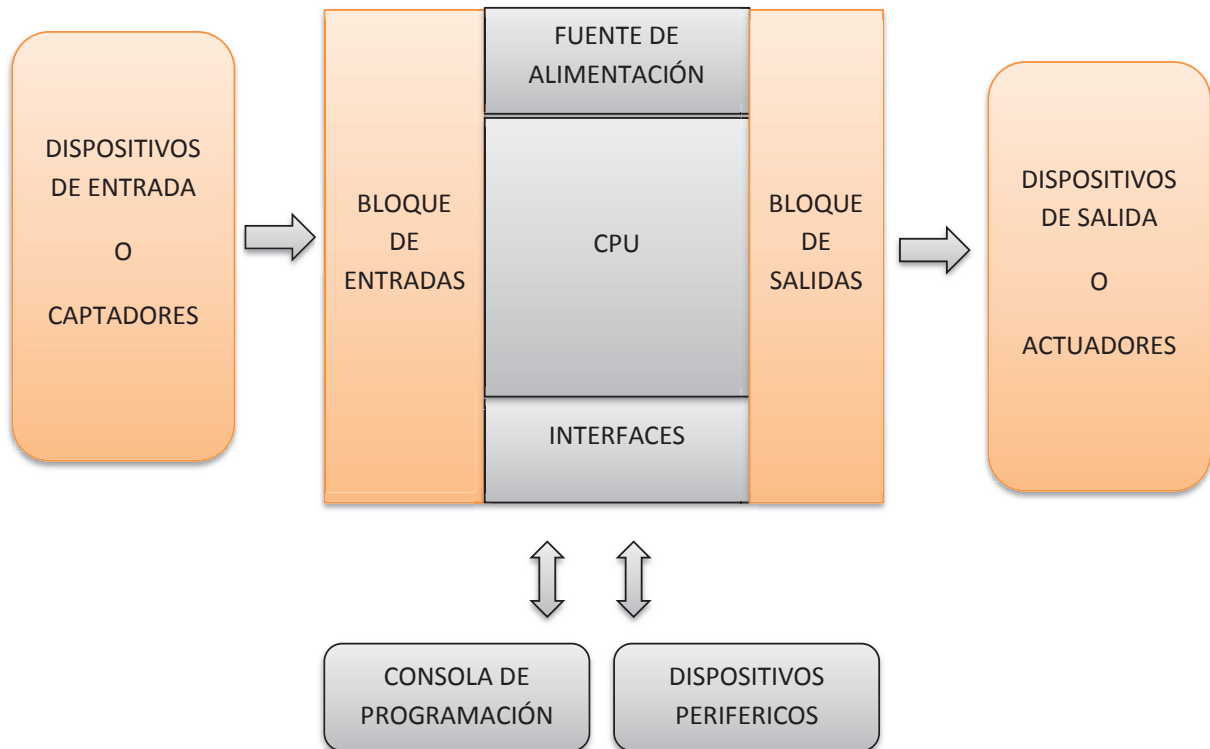 DISPOSITIVOS
DE ENTRADA
O
CAPTADORES
BLOQUE
DE
ENTRADAS
FUENTE DE
ALIMENTACIÓN
CPU
INTERFACES
BLOQUE
DE
SALIDAS
DISPOSITIVOS
DE SALIDA
O
ACTUADORES
CONSOLA DE
PROGRAMACIÓN
DISPOSITIVOS
PERIFERICOS